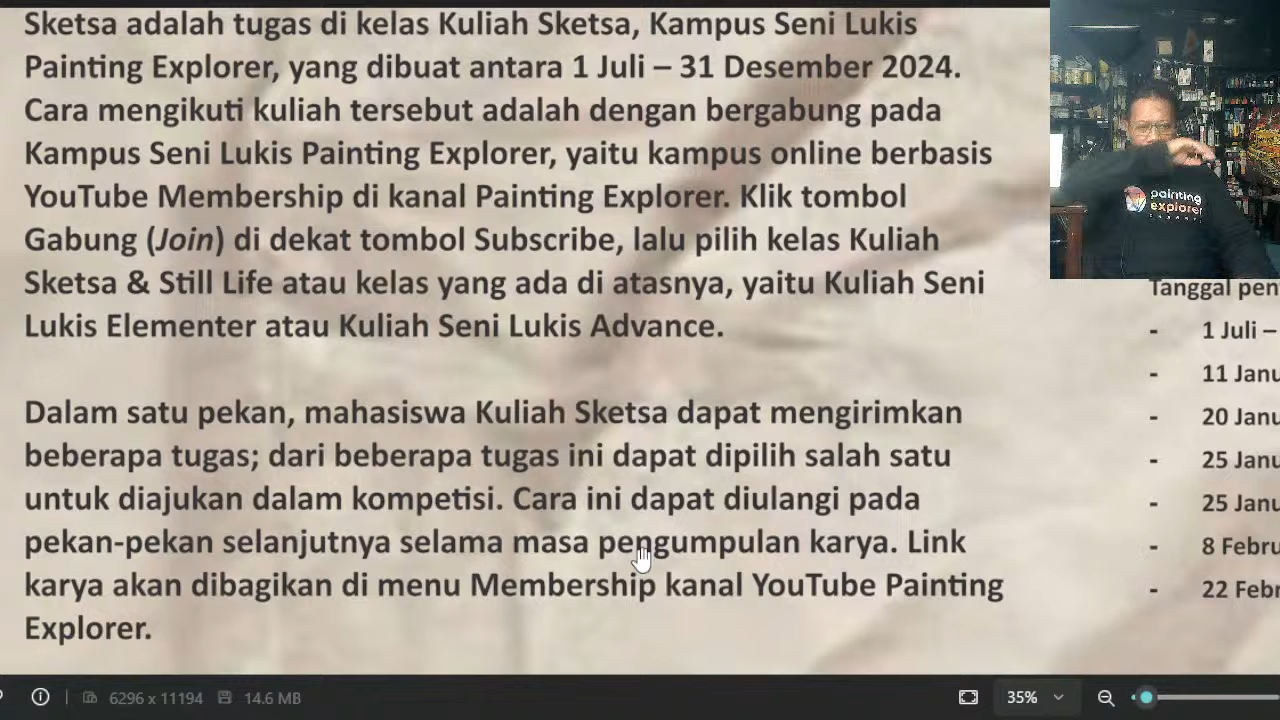 Sketsa adalah tugas di kelas Kuliah Sketsa, Kampus Seni Lukis
Painting Explorer, yang dibuat antara 1 Juli – 31 Desember 2024.
Cara mengikuti kuliah tersebut adalah dengan bergabung pada
Kampus Seni Lukis Painting Explorer, yaitu kampus online berbasis
YouTube Membership di kanal Painting Explorer. Klik tombol
Gabung (Join) di dekat tombol Subscribe, lalu pilih kelas Kuliah
Sketsa & Still Life atau kelas yang ada di atasnya, yaitu Kuliah Seni
Lukis Elementer atau Kuliah Seni Lukis Advance.
Dalam satu pekan, mahasiswa Kuliah Sketsa dapat mengirimkan
beberapa tugas; dari beberapa tugas ini dapat dipilih salah satu
untuk diajukan dalam kompetisi. Cara ini dapat diulangi pada
pekan-pekan selanjutnya selama masa pengumpulan karya. Link
karya akan dibagikan di menu Membership kanal YouTube Painting
Explorer.
painting
explorer
Tanggal pen
- 1 Juli –
- 11 Janu
- 20 Janu
- 25 Janu
- 25 Janu
- 8 Febru
- 22 Febr
6296 x 11194 14.6 MB 35%